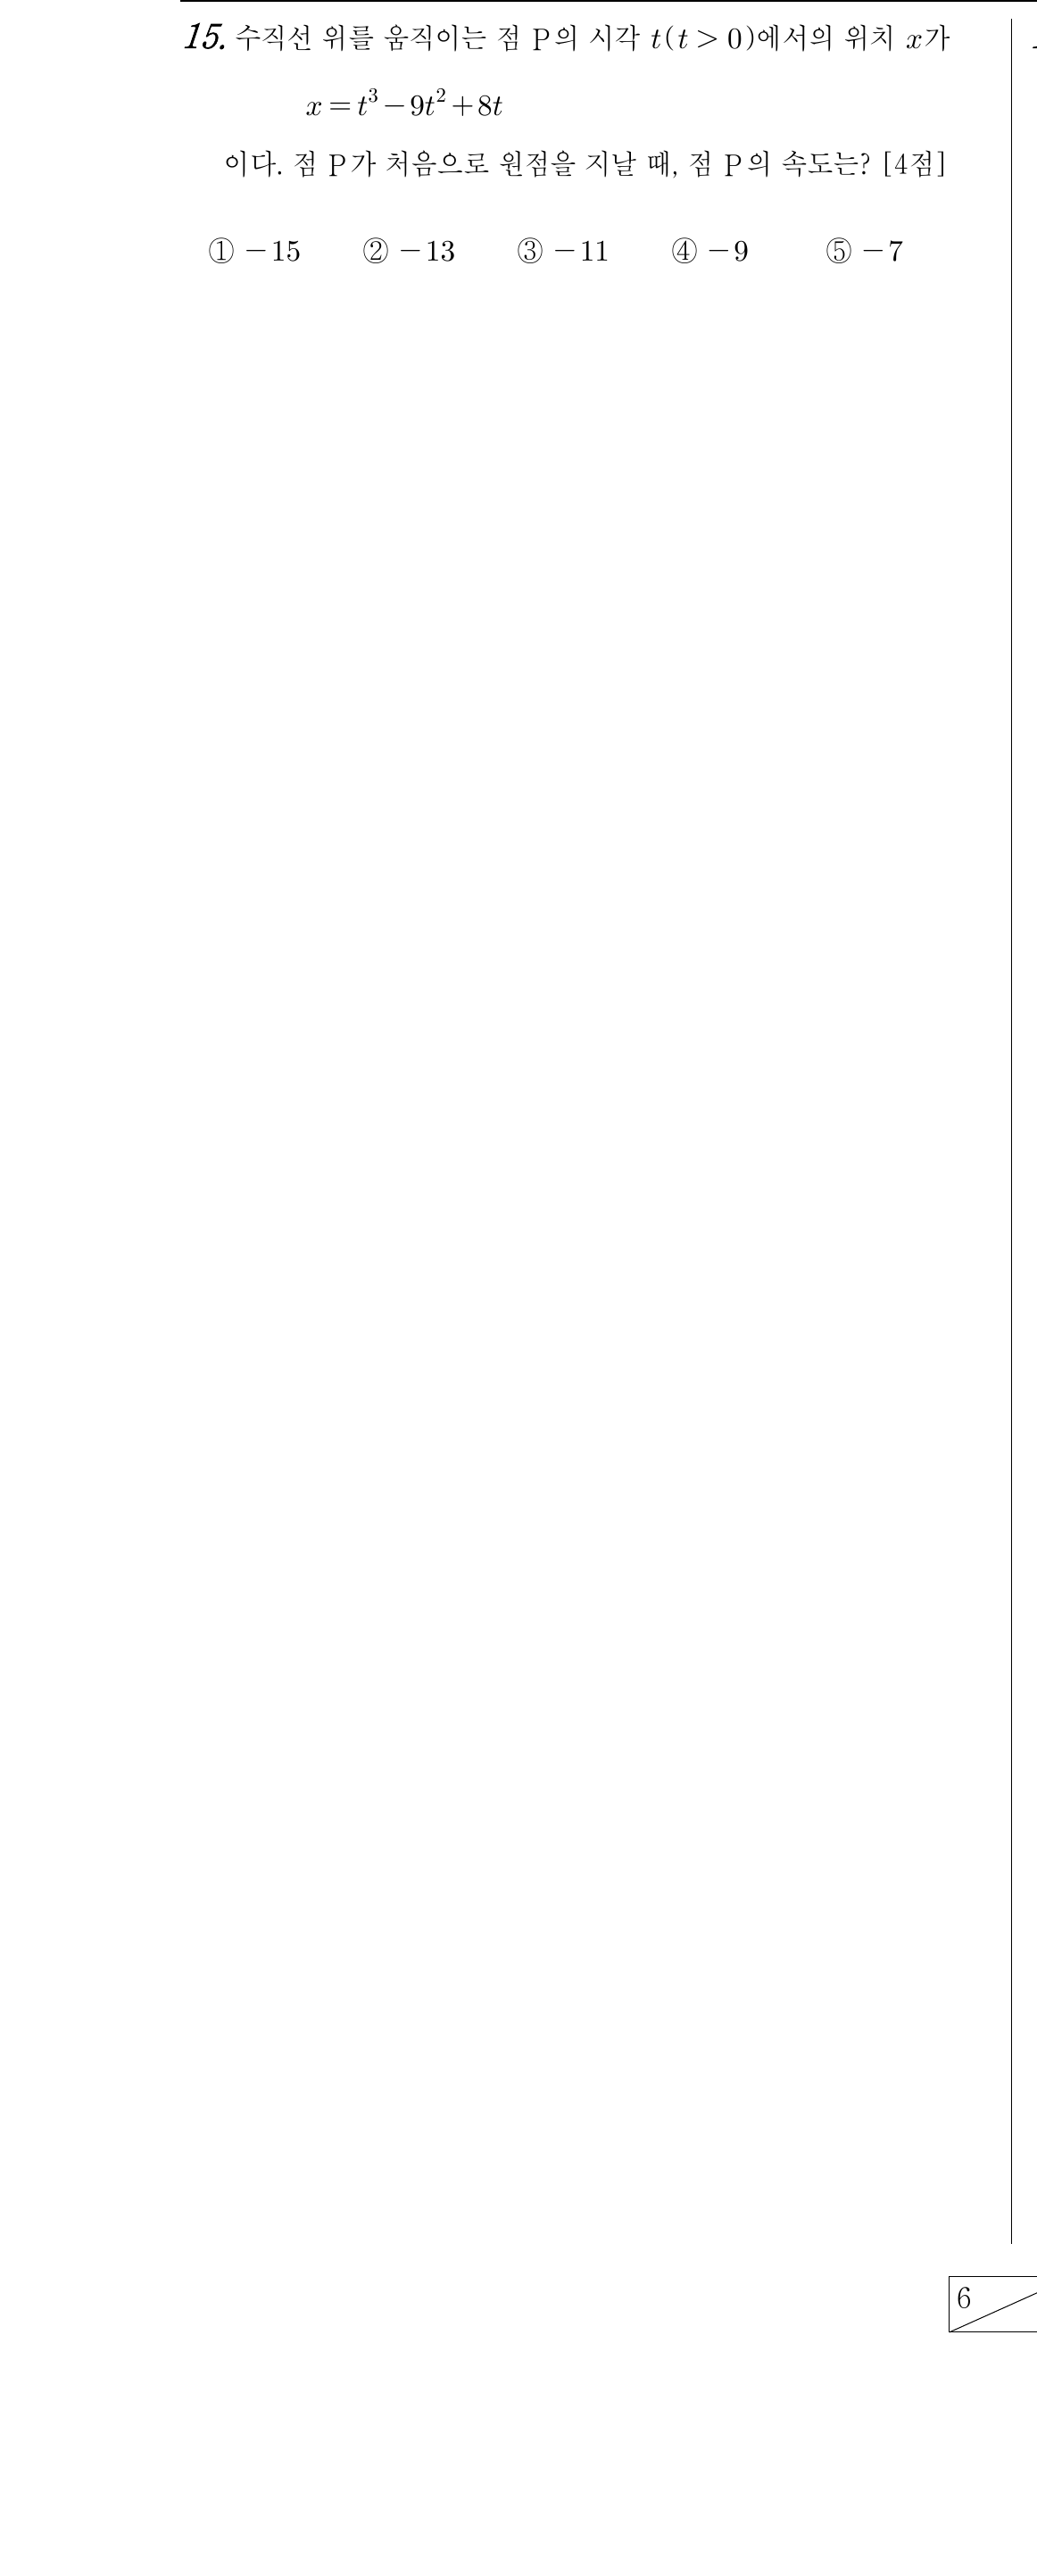 15. 수직선 위를 움직이는 점 P의 시각 t(t > 0)에서의 위치 x가
x = t³ − 9t² + 8t
이다. 점 P가 처음으로 원점을 지날 때, 점 P의 속도는? [4점]
① −15 ② −13 ③ −11 ④ −9 ⑤ −7
6